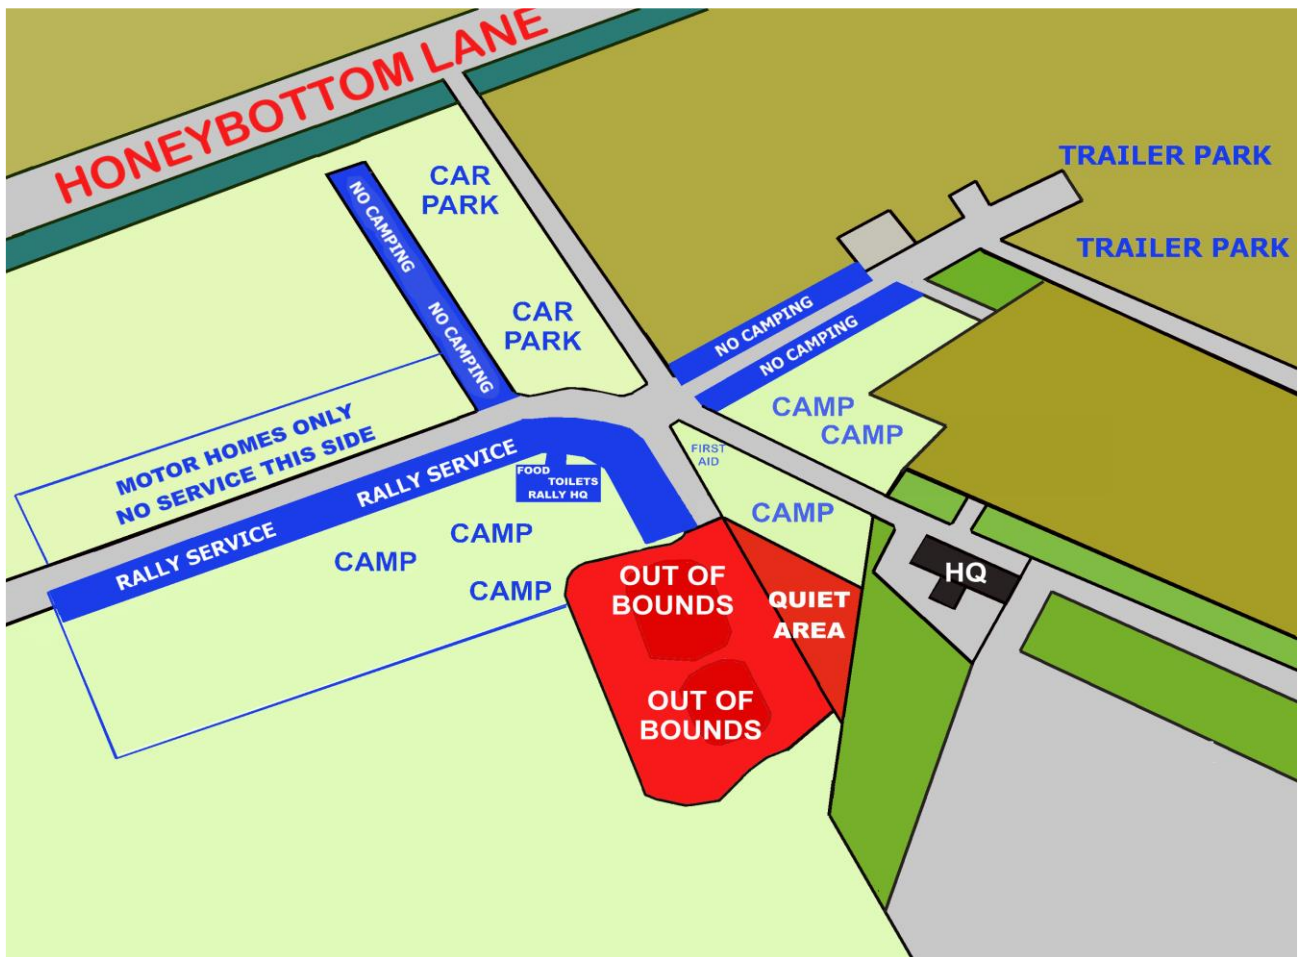 HONEYBOTTOM LANE
TRAILER PARK
TRAILER PARK
CAR
PARK
NO CAMPING
NO CAMPING
CAR
PARK
NO CAMPING
NO CAMPING
MOTOR HOMES ONLY
NO SERVICE THIS SIDE
RALLY SERVICE
RALLY SERVICE
FOOD
TOILETS
RALLY HQ
FIRST
AID
CAMP
CAMP
CAMP
CAMP
CAMP
CAMP
HQ
OUT OF
BOUNDS
QUIET
AREA
OUT OF
BOUNDS